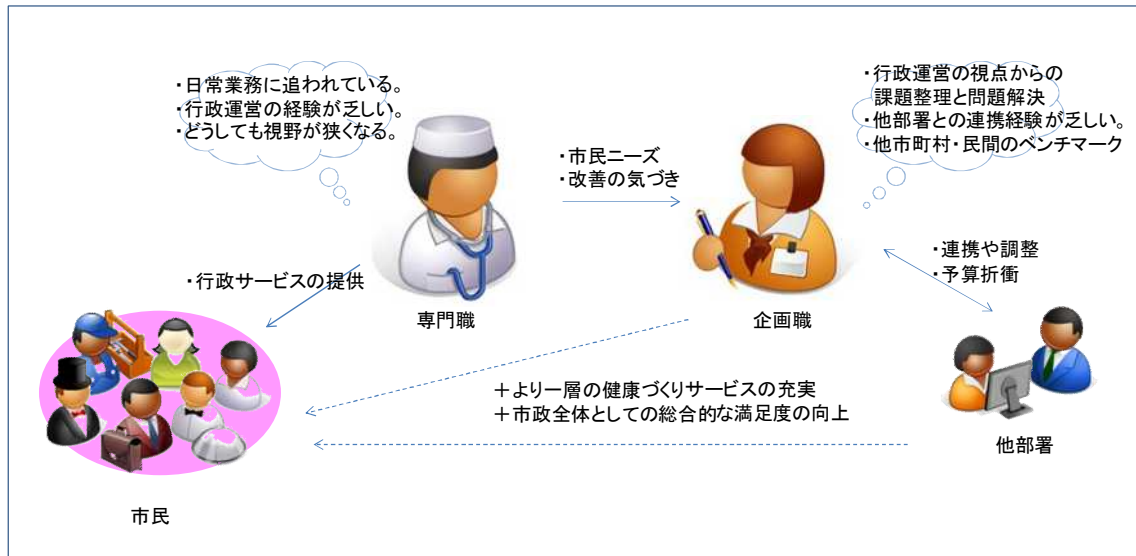 ・日常業務に追われている。
・行政運営の経験が乏しい。
・どうしても視野が狭くなる。
・行政運営の視点からの
課題整理と問題解決
・他部署との連携経験が乏しい。
・他市町村・民間のベンチマーク
・市民ニーズ
・改善の気づき
・連携や調整
・予算折衝
・行政サービスの提供
専門職
企画職
＋より一層の健康づくりサービスの充実
＋市政全体としての総合的な満足度の向上
他部署
市民